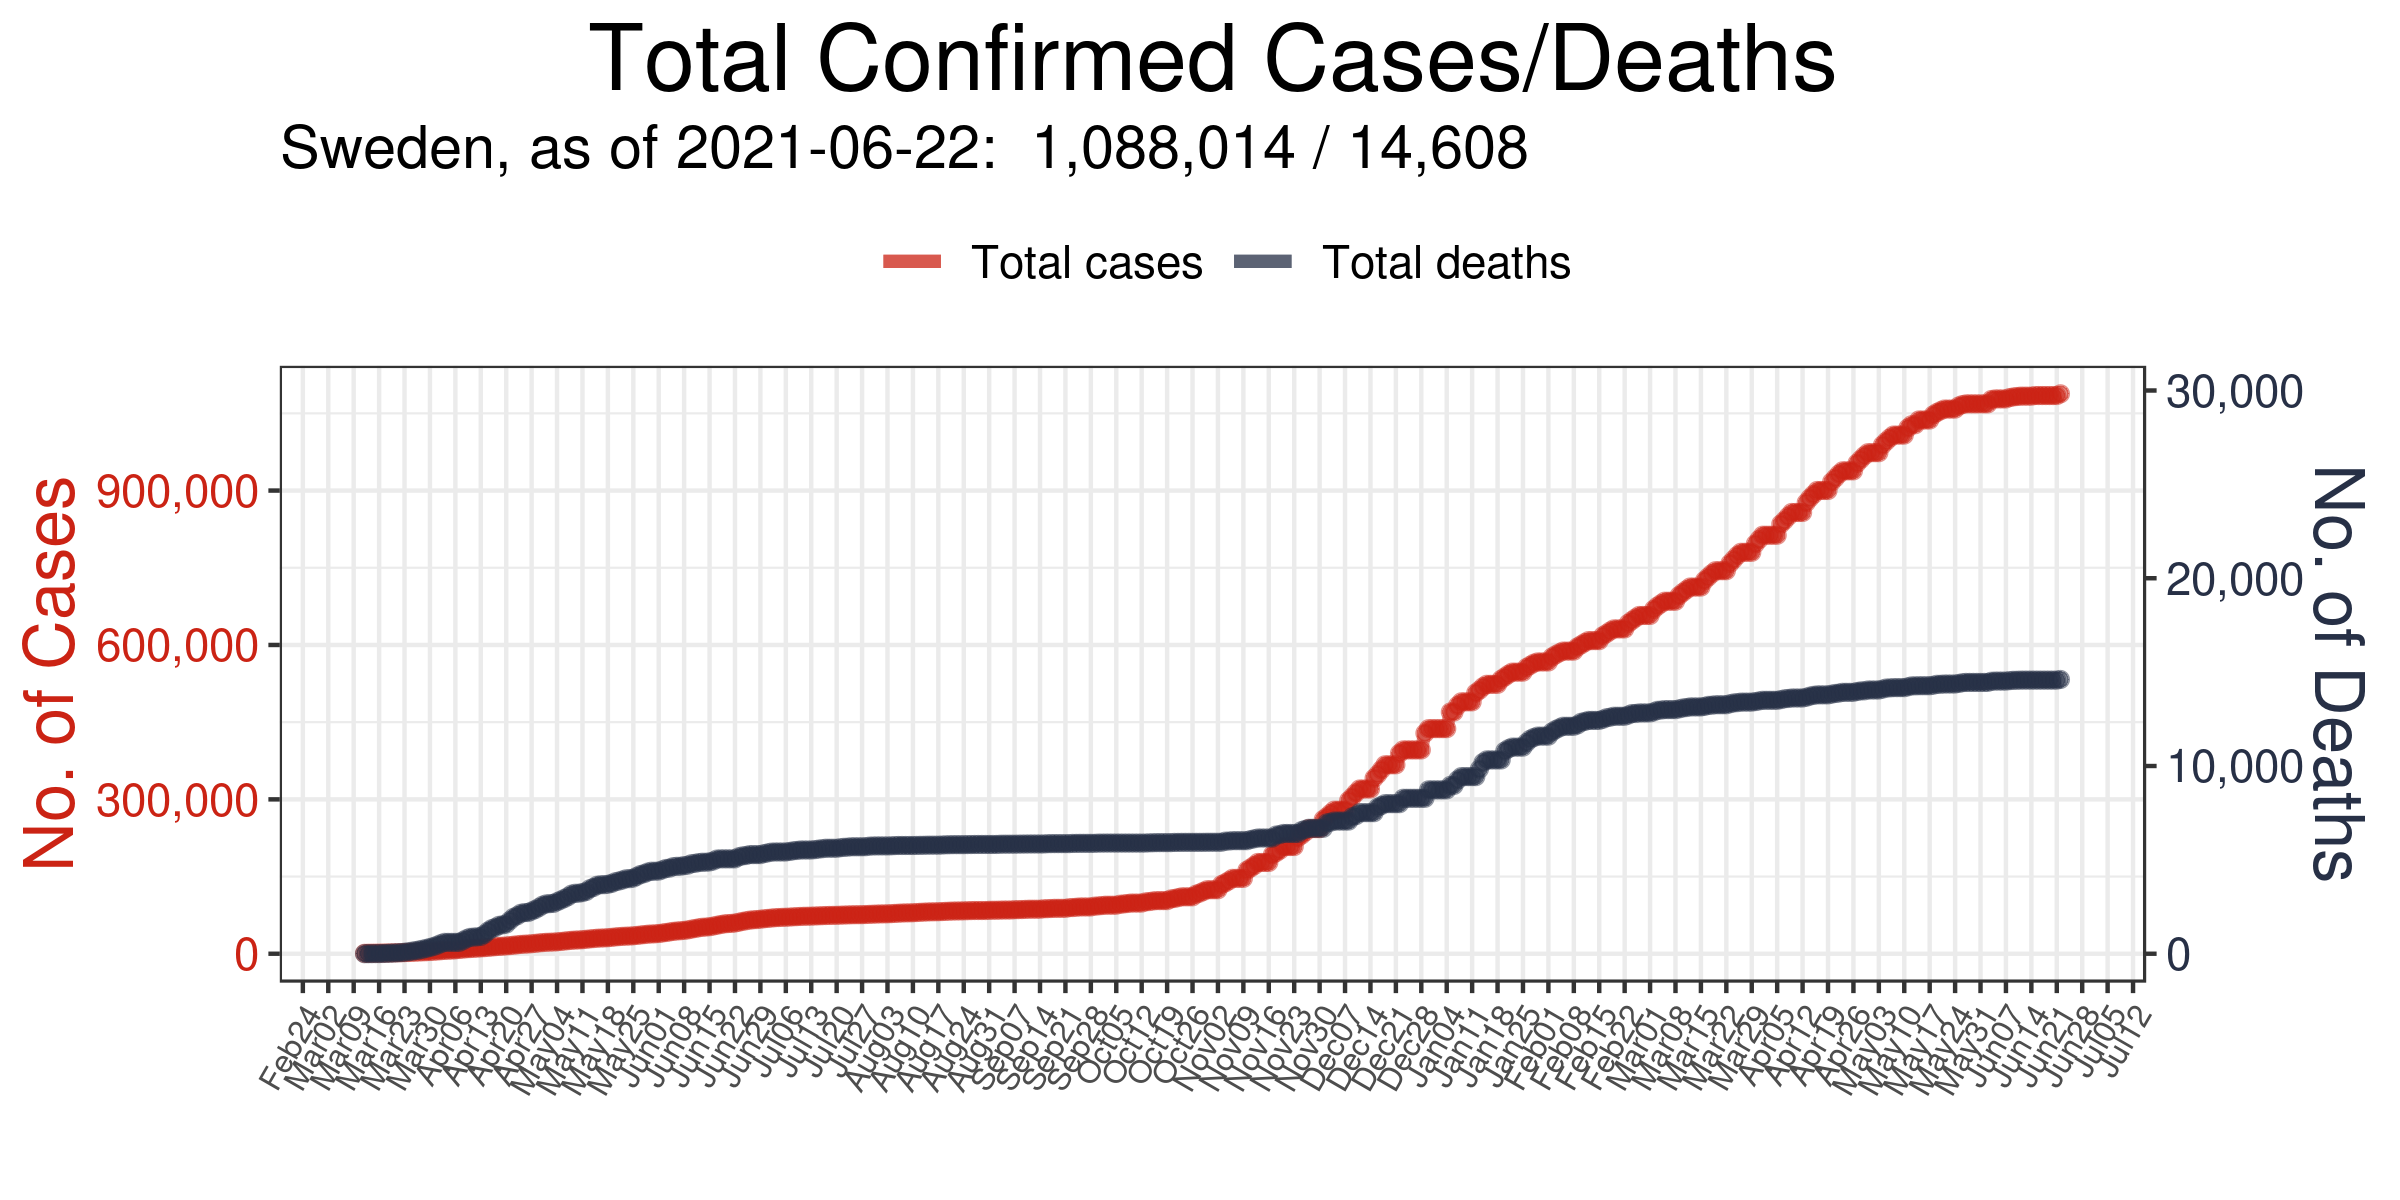 Total Confirmed Cases/Deaths
Sweden, as of 2021-06-22:  1,088,014 / 14,608
Total cases
Total deaths
No. of Cases
900,000
600,000
300,000
0
30,000
20,000
10,000
0
No. of Deaths
Feb24
Mar02
Mar09
Mar16
Mar23
Mar30
Apr06
Apr13
Apr20
Apr27
May04
May11
May18
May25
Jun01
Jun08
Jun15
Jun22
Jun29
Jul06
Jul13
Jul20
Jul27
Aug03
Aug10
Aug17
Aug24
Aug31
Sep07
Sep14
Sep21
Sep28
Oct05
Oct12
Oct19
Oct26
Nov02
Nov09
Nov16
Nov23
Nov30
Dec07
Dec14
Dec21
Dec28
Jan04
Jan11
Jan18
Jan25
Feb01
Feb08
Feb15
Feb22
Mar01
Mar08
Mar15
Mar22
Mar29
Apr05
Apr12
Apr19
Apr26
May03
May10
May17
May24
May31
Jun07
Jun14
Jun21
Jun28
Jul05
Jul12